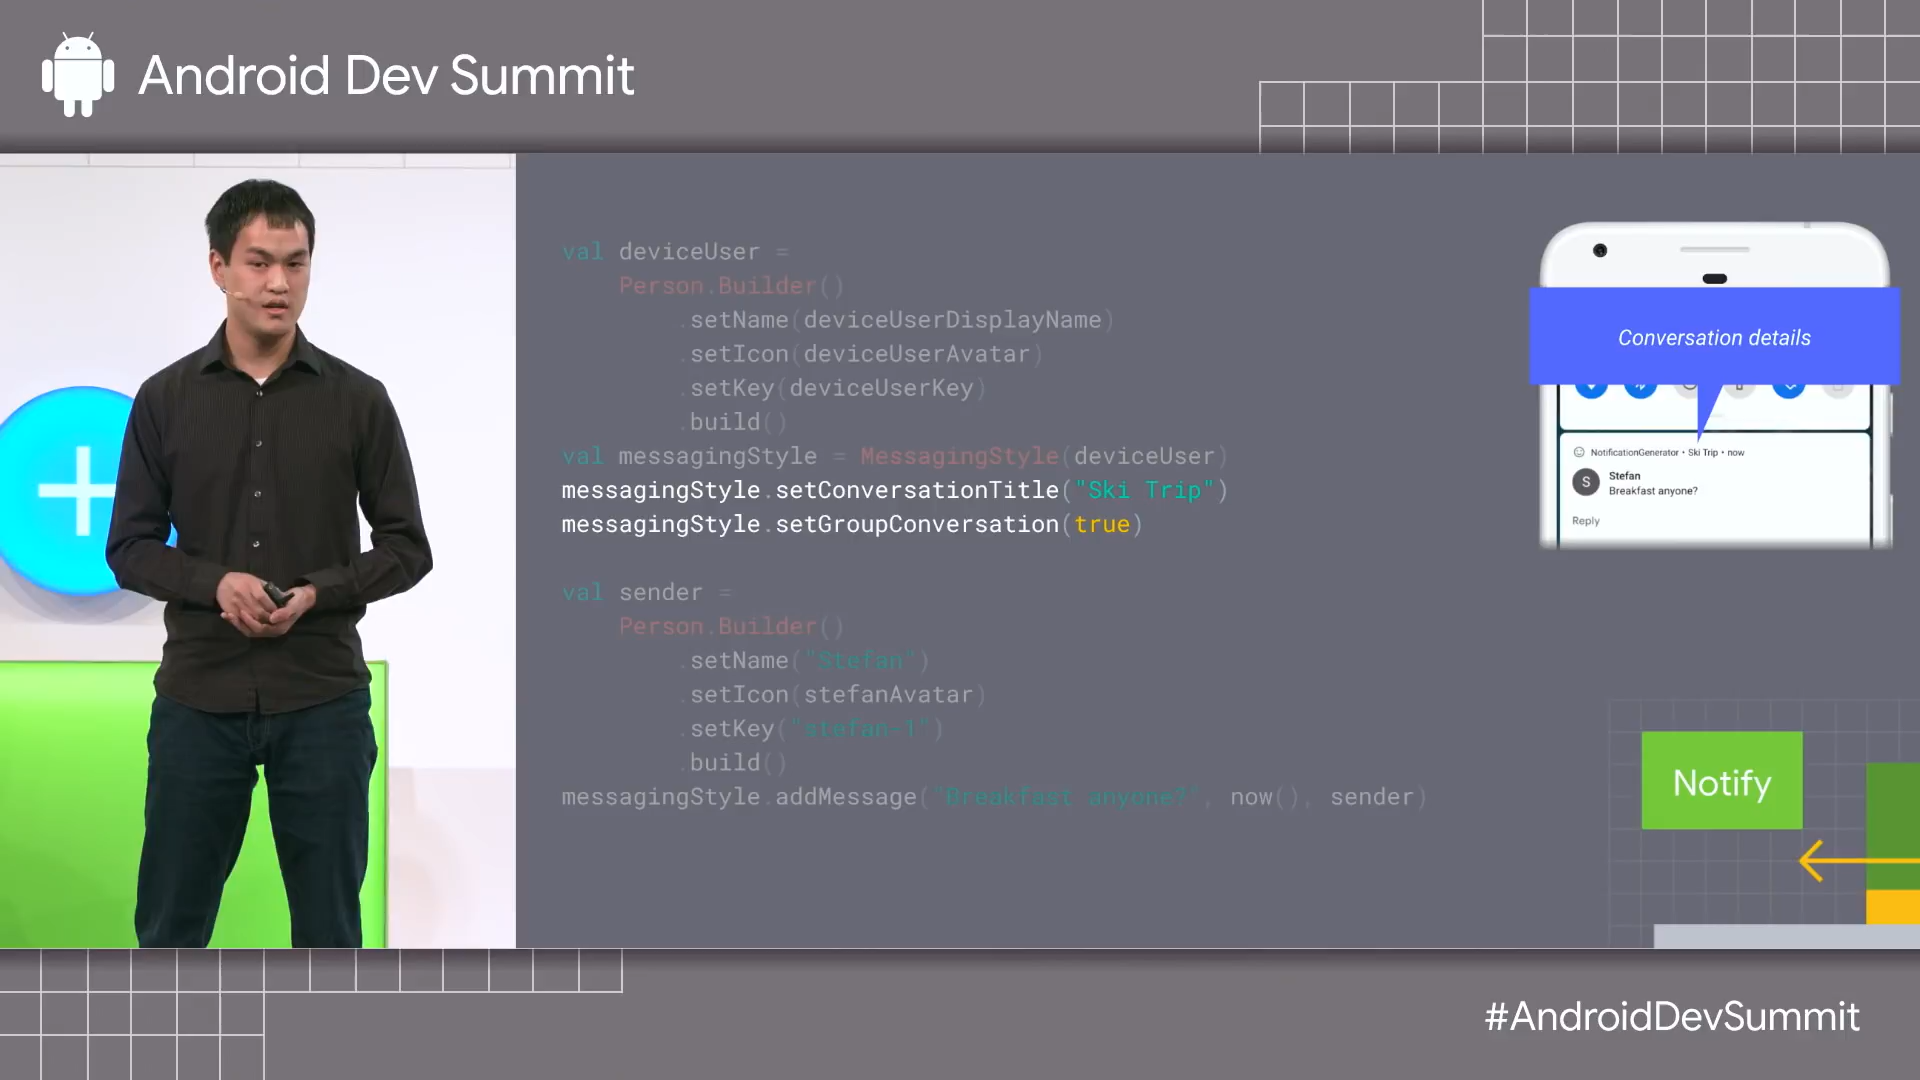 Android Dev Summit
val deviceUser =
Person.Builder()
.setName(deviceUserDisplayName)
.setIcon(deviceUserAvatar)
.setKey(deviceUserKey)
.build()
val messagingStyle = MessagingStyle(deviceUser)
messagingStyle.setConversationTitle("Ski Trip")
messagingStyle.setGroupConversation(true)
val sender =
Person.Builder()
.setName("Stefan")
.setIcon(stefanAvatar)
.setKey("stefan-1")
.build()
messagingStyle.addMessage("Breakfast anyone?", now(), sender)
Conversation details
NotificationGenerator • Ski Trip • now
S
Stefan
Breakfast anyone?
Reply
Notify
#AndroidDevSummit